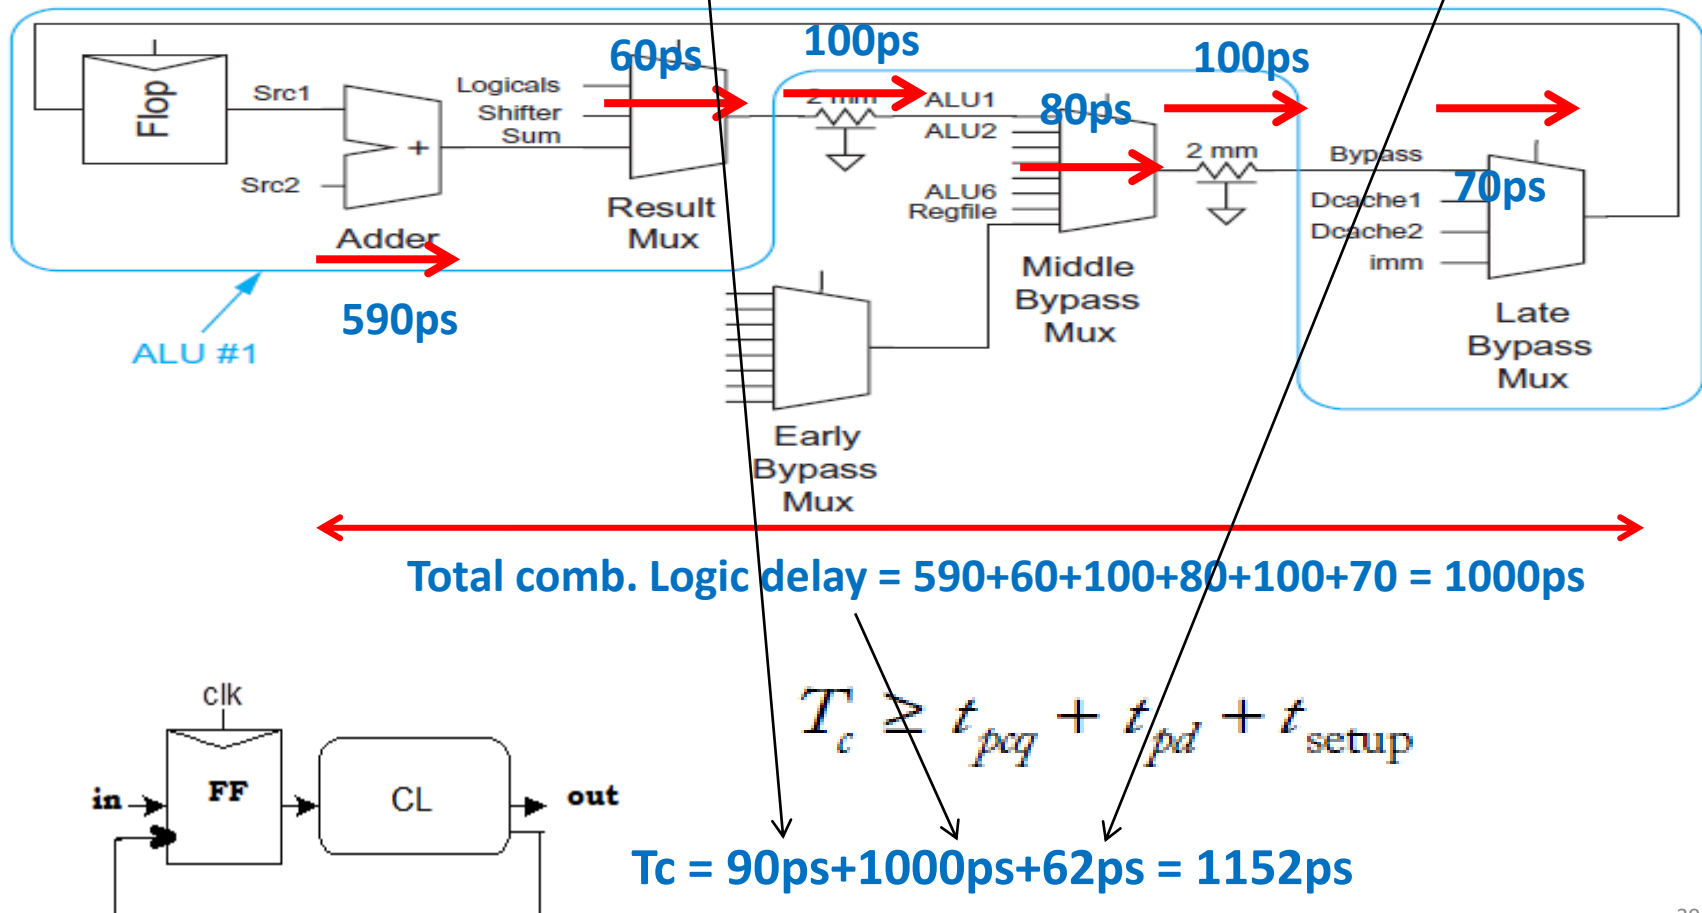 60ps
100ps
100ps
Flop
Src1
Src2
+
Adder
590ps
ALU #1
Logicals
Shifter
Sum
Result
Mux
2 mm
ALU1
ALU2
ALU6
Regfile
80ps
Middle
Bypass
Mux
Early
Bypass
Mux
2 mm
Bypass
Dcache1
Dcache2
imm
70ps
Late
Bypass
Mux
Total comb. Logic delay = 590+60+100+80+100+70 = 1000ps
T_c ≥ t_pcq + t_pd + t_setup
clk
in
FF
CL
out
Tc = 90ps+1000ps+62ps = 1152ps